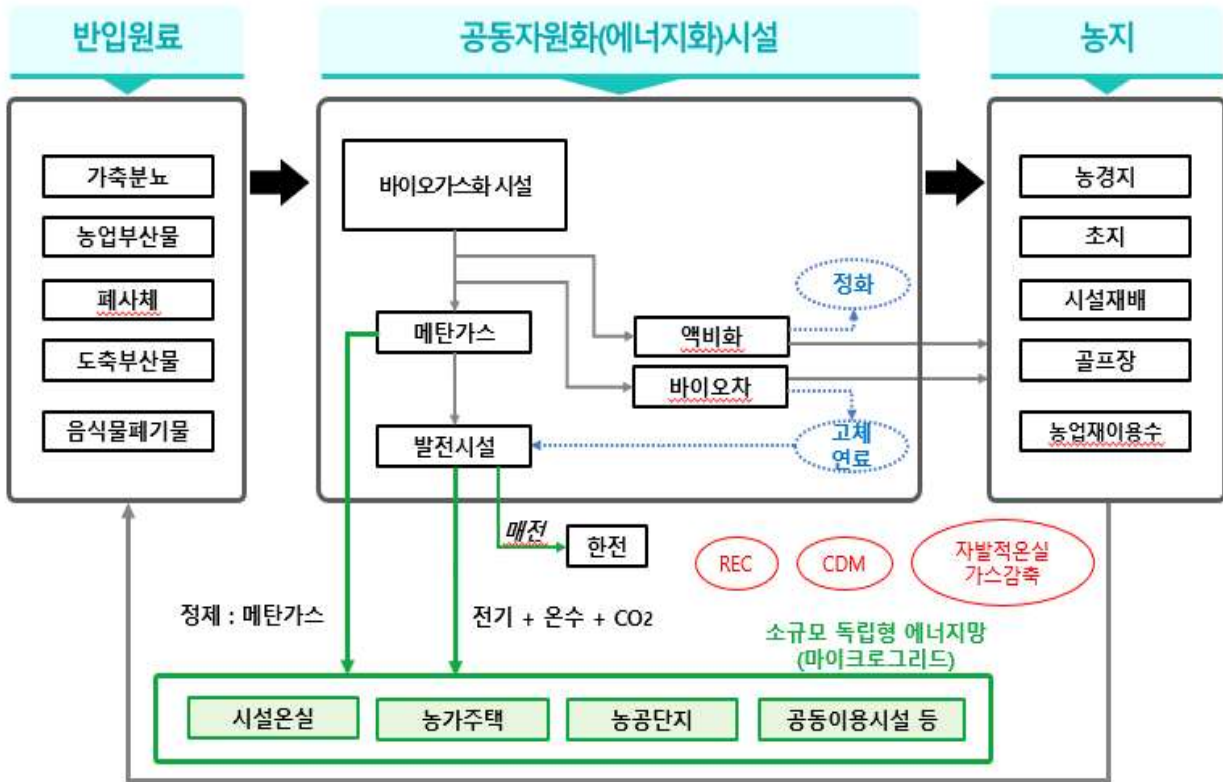 반입원료
공동자원화(에너지화)시설
농지
가축분뇨
농업부산물
폐사체
도축부산물
음식물폐기물
바이오가스화 시설
메탄가스
발전시설
액비화
바이오차
정화
고체
연료
매전
한전
농경지
초지
시설재배
골프장
농업재이용수
REC
CDM
자발적온실
가스감축
정제 : 메탄가스
전기 + 온수 + CO2
소규모 독립형 에너지망
(마이크로그리드)
시설온실
농가주택
농공단지
공동이용시설 등